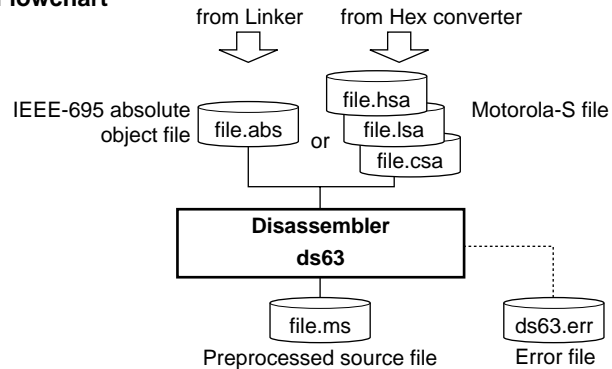 Flowchart
from Linker
from Hex converter
IEEE-695 absolute
object file
file.abs
or
file.hsa
file.lsa
file.csa
Motorola-S file
Disassembler
ds63
file.ms
Preprocessed source file
ds63.err
Error file